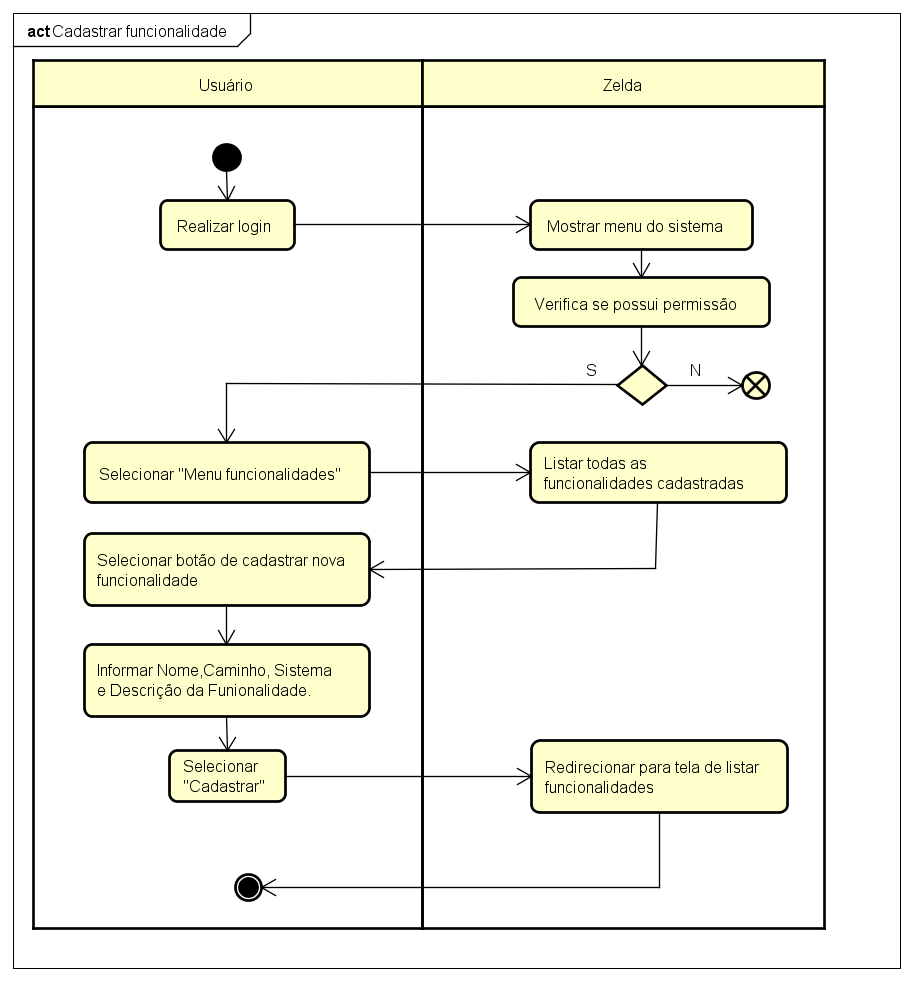 act Cadastrar funcionalidade
Usuário
Zelda
Realizar login
Mostrar menu do sistema
Verifica se possui permissão
S
N
Selecionar "Menu funcionalidades"
Listar todas as
funcionalidades cadastradas
Selecionar botão de cadastrar nova
funcionalidade
Informar Nome,Caminho, Sistema
e Descrição da Funionalidade.
Selecionar
"Cadastrar"
Redirecionar para tela de listar
funcionalidades